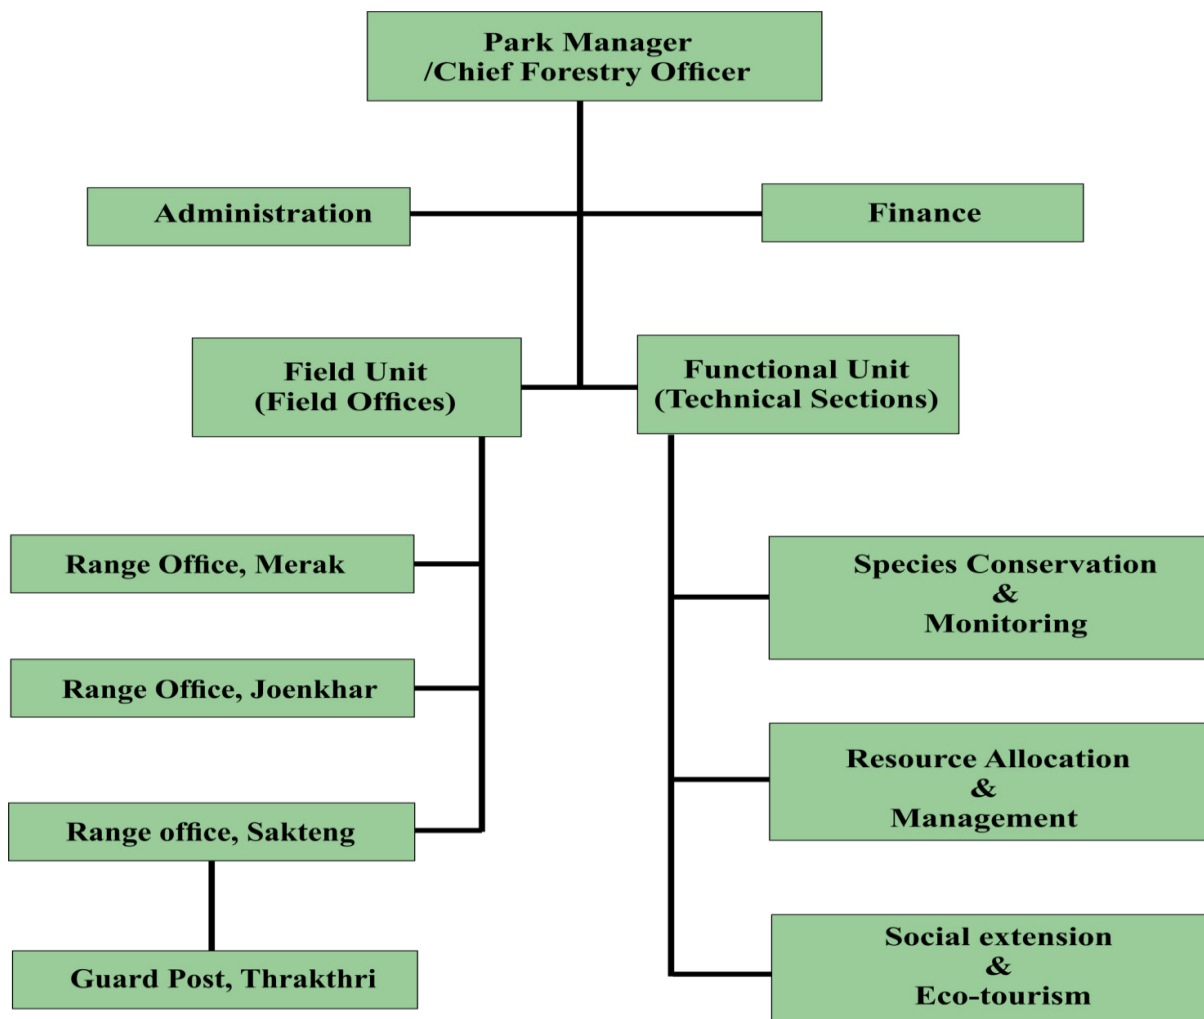 Park Manager
/Chief Forestry Officer
Administration
Finance
Field Unit
(Field Offices)
Functional Unit
(Technical Sections)
Range Office, Merak
Range Office, Joenkhar
Range office, Sakteng
Guard Post, Thrakthri
Species Conservation
&
Monitoring
Resource Allocation
&
Management
Social extension
&
Eco-tourism